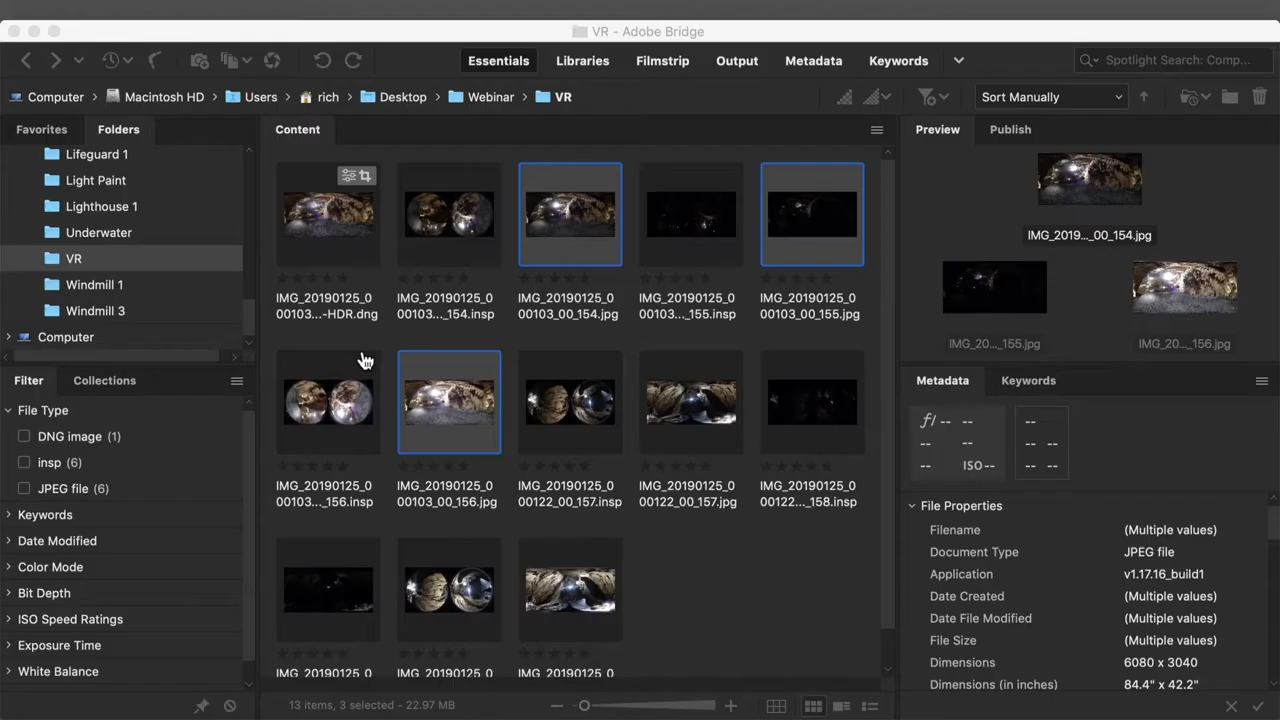 VR - Adobe Bridge
Essentials Libraries Filmstrip Output Metadata Keywords
Spotlight Search: Comp...
Computer Macintosh HD Users rich Desktop Webinar VR
Sort Manually
Favorites Folders
Lifeguard 1
Light Paint
Lighthouse 1
Underwater
VR
Windmill 1
Windmill 3
Computer
Filter Collections
File Type
DNG image (1)
insp (6)
JPEG file (6)
Keywords
Date Modified
Color Mode
Bit Depth
ISO Speed Ratings
Exposure Time
White Balance
Content
IMG_20190125_0
00103...-HDR.dng
IMG_20190125_0
00103..._154.insp
IMG_20190125_0
00103_00_154.jpg
IMG_20190125_0
00103..._155.insp
IMG_20190125_0
00103_00_155.jpg
IMG_20190125_0
00103..._156.insp
IMG_20190125_0
00103_00_156.jpg
IMG_20190125_0
00122_00_157.insp
IMG_20190125_0
00122_00_157.jpg
IMG_20190125_0
00122..._158.insp
IMG_20190125_0
IMG_20190125_0
IMG_20190125_0
13 items, 3 selected - 22.97 MB
Preview Publish
IMG_2019..._00_154.jpg
IMG_20..._155.jpg
IMG_20..._156.jpg
Metadata Keywords
ƒ/ -- --
-- --
-- ISO--
--
-- --
-- --
File Properties
Filename (Multiple values)
Document Type JPEG file
Application v1.17.16_build1
Date Created (Multiple values)
Date File Modified (Multiple values)
File Size (Multiple values)
Dimensions 6080 x 3040
Dimensions (in inches) 84.4" x 42.2"